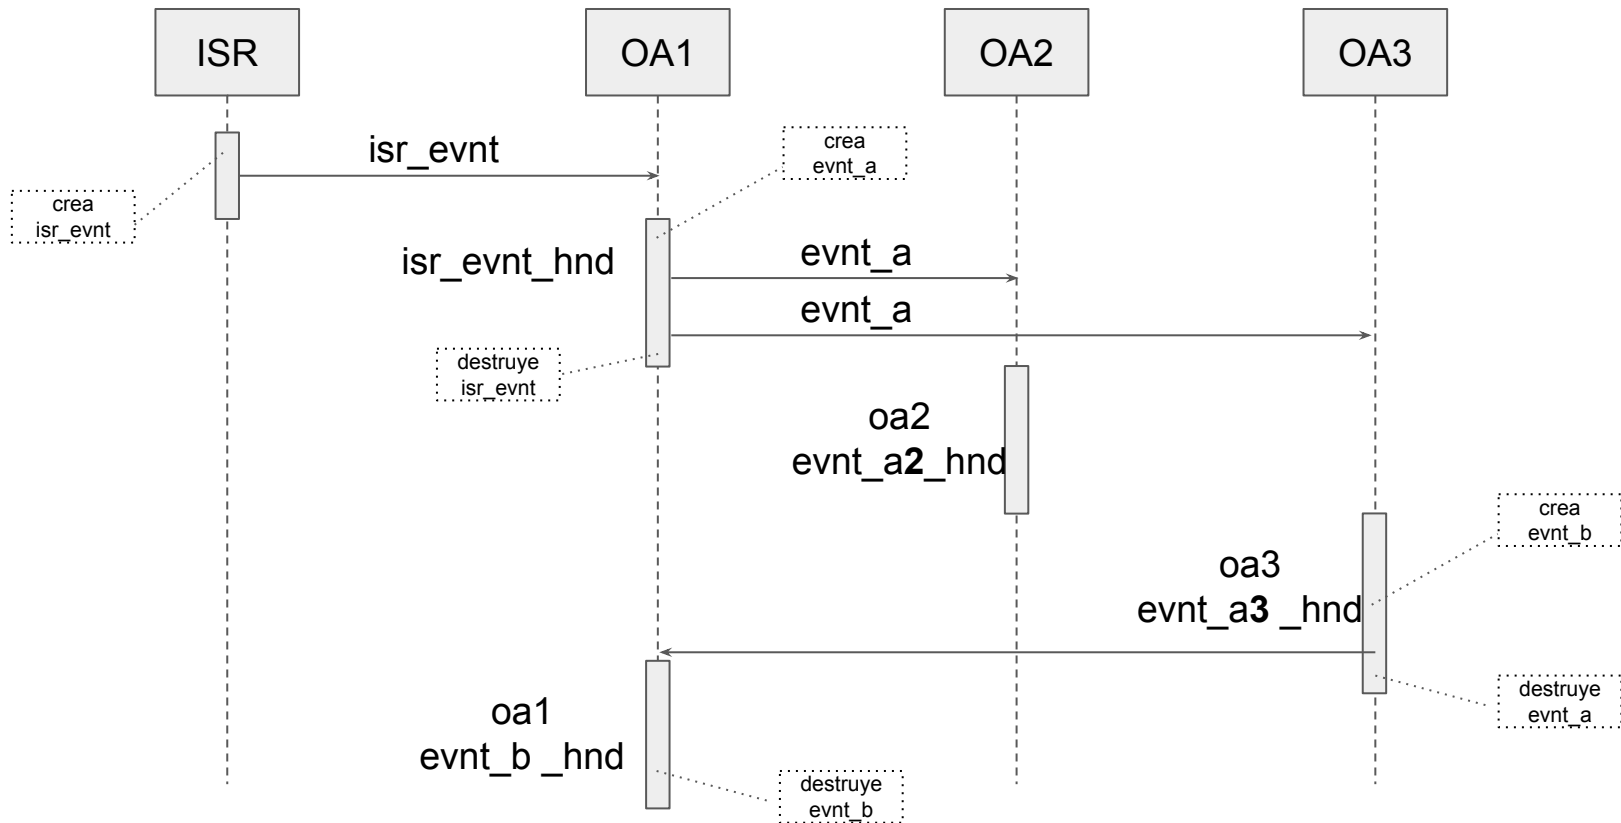 ISR
OA1
OA2
OA3
isr_evnt
crea
evnt_a
crea
isr_evnt
isr_evnt_hnd
evnt_a
evnt_a
destruye
isr_evnt
oa2
evnt_a2_hnd
crea
evnt_b
oa3
evnt_a3 _hnd
destruye
evnt_a
oa1
evnt_b _hnd
destruye
evnt_b